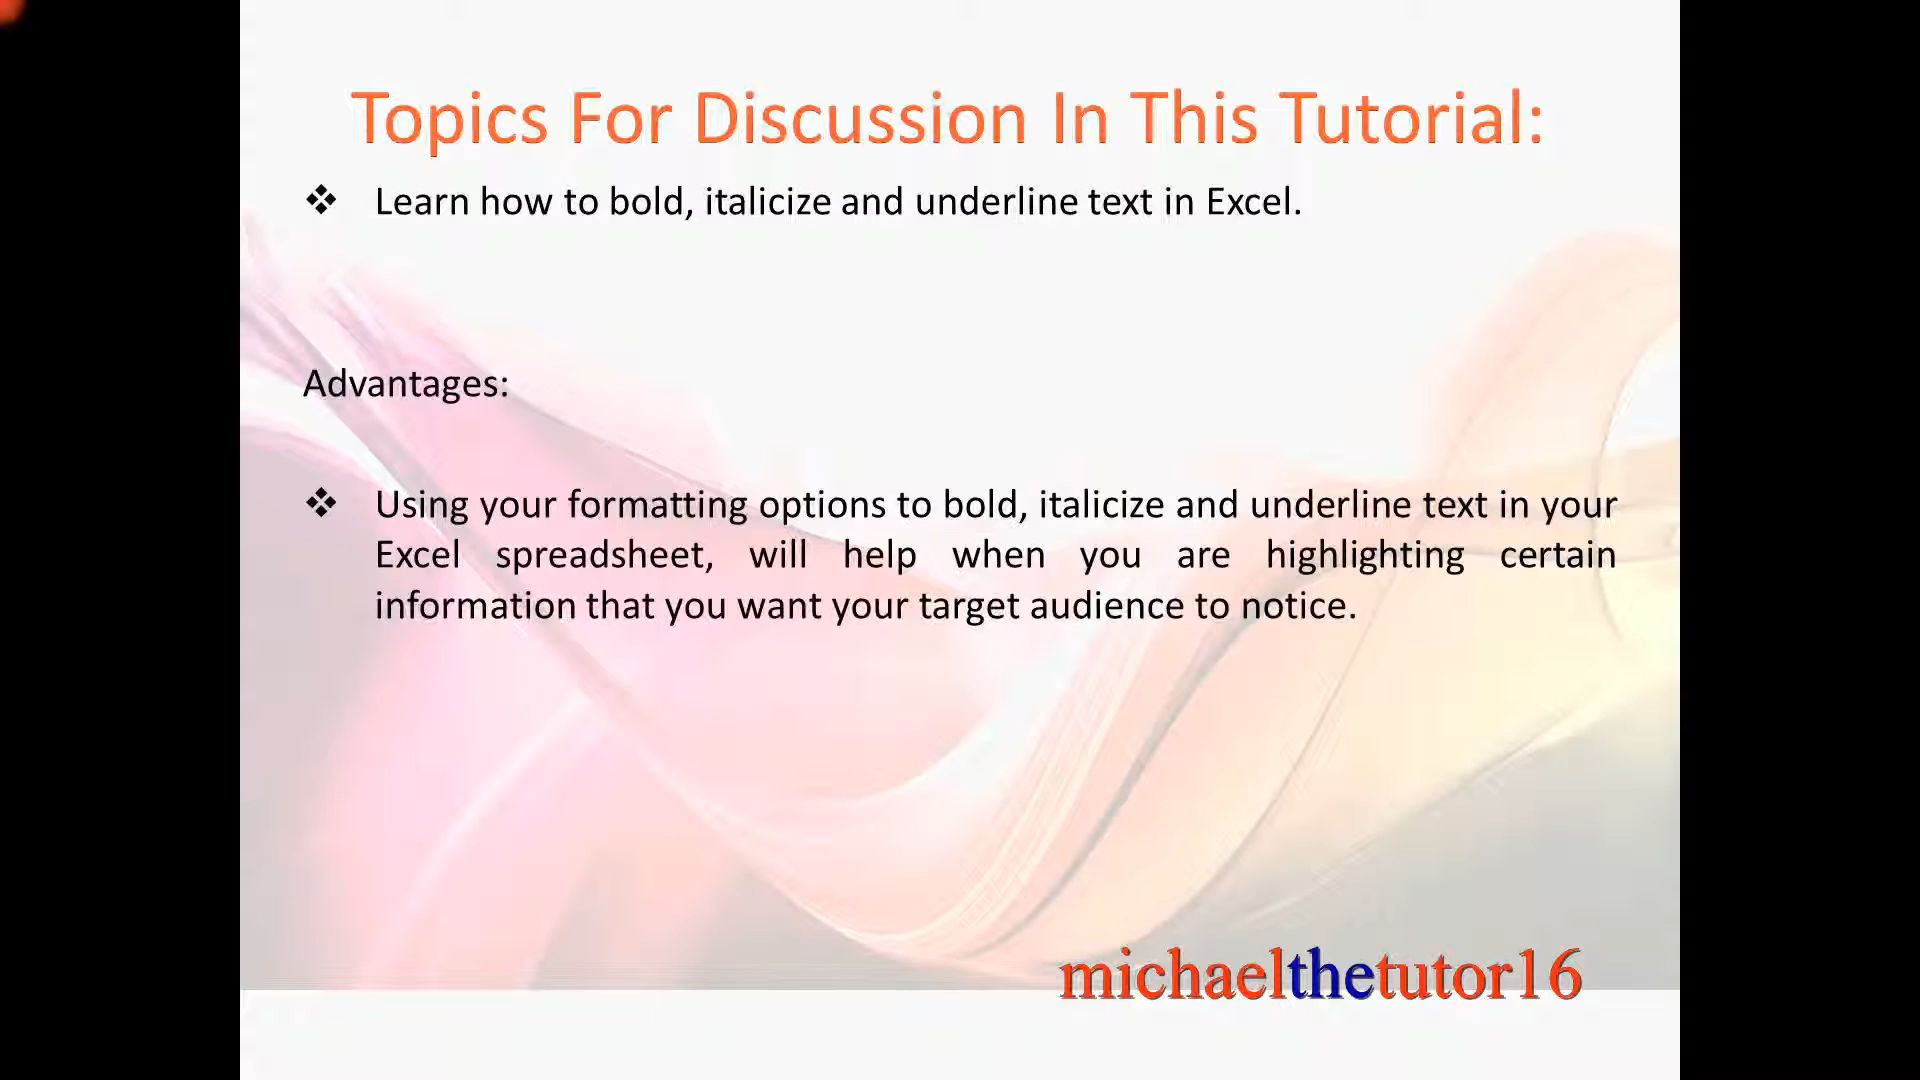 Topics For Discussion In This Tutorial:
❖ Learn how to bold, italicize and underline text in Excel.
Advantages:
❖ Using your formatting options to bold, italicize and underline text in your
Excel spreadsheet, will help when you are highlighting certain
information that you want your target audience to notice.
michaelthetutor16